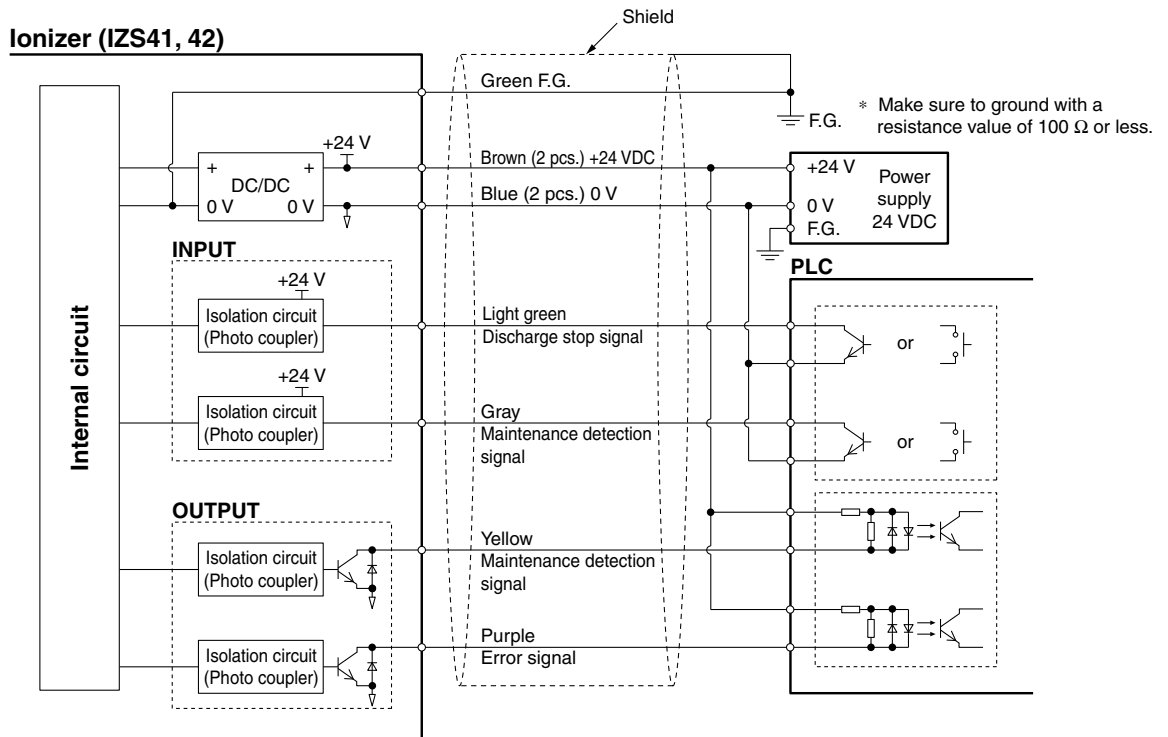 Shield
Ionizer (IZS41, 42)
Green F.G.
F.G.
* Make sure to ground with a
resistance value of 100 Ω or less.
+24 V
Brown (2 pcs.) +24 VDC
+ +
DC/DC
0 V 0 V
Blue (2 pcs.) 0 V
+24 V
0 V
F.G.
Power
supply
24 VDC
INPUT
PLC
+24 V
Isolation circuit
(Photo coupler)
Light green
Discharge stop signal
or
+24 V
Isolation circuit
(Photo coupler)
Gray
Maintenance detection
signal
or
Internal circuit
OUTPUT
Isolation circuit
(Photo coupler)
Yellow
Maintenance detection
signal
Isolation circuit
(Photo coupler)
Purple
Error signal